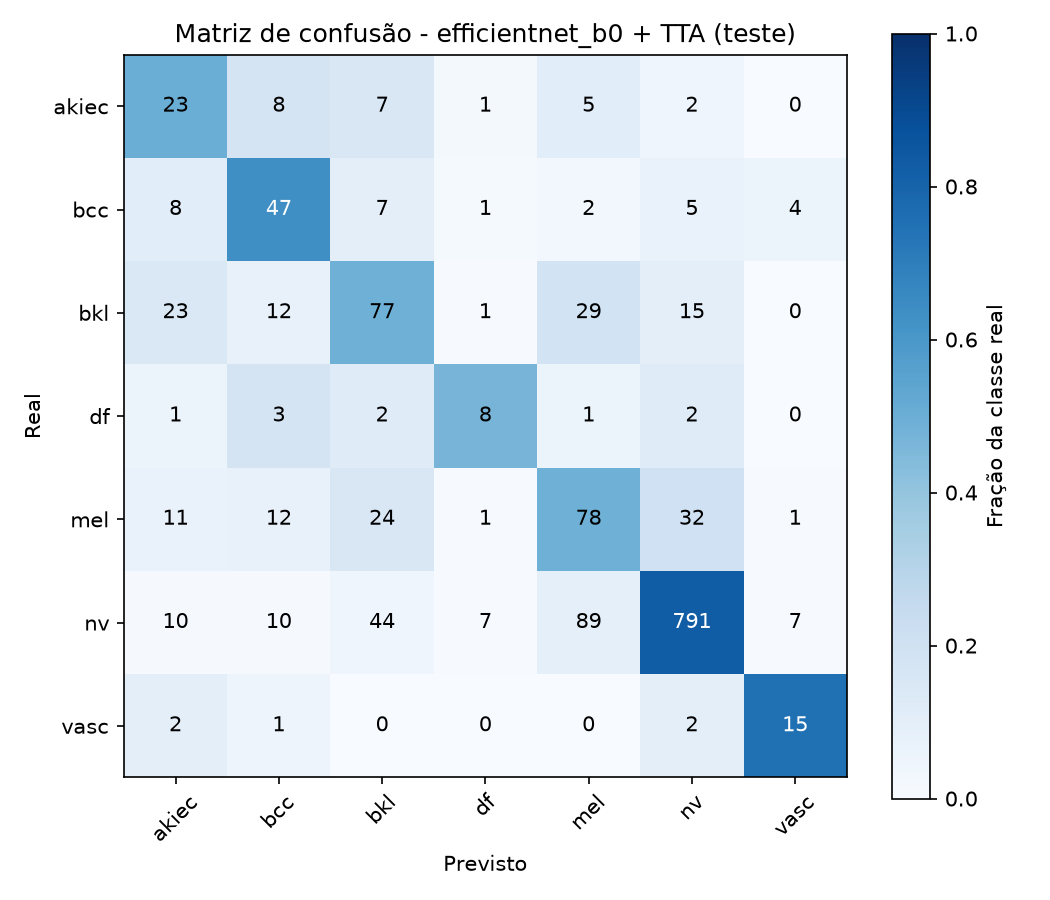 Matriz de confusão - efficientnet_b0 + TTA (teste)
akiec 23 8 7 1 5 2 0
bcc 8 47 7 1 2 5 4
bkl 23 12 77 1 29 15 0
df 1 3 2 8 1 2 0
mel 11 12 24 1 78 32 1
nv 10 10 44 7 89 791 7
vasc 2 1 0 0 0 2 15
akiec bcc bkl df mel nv vasc
Previsto
Real
1.0
0.8
0.6
0.4
0.2
0.0
Fração da classe real